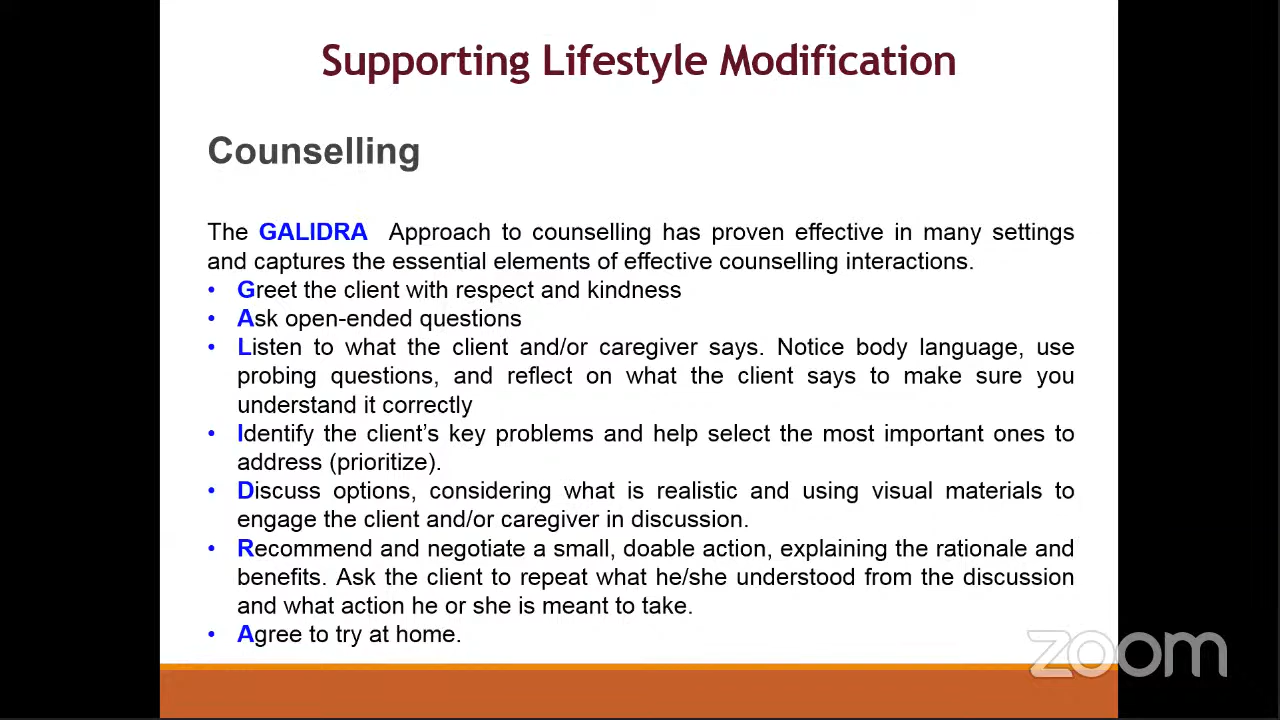 Supporting Lifestyle Modification
Counselling
The GALIDRA Approach to counselling has proven effective in many settings
and captures the essential elements of effective counselling interactions.
• Greet the client with respect and kindness
• Ask open-ended questions
• Listen to what the client and/or caregiver says. Notice body language, use
probing questions, and reflect on what the client says to make sure you
understand it correctly
• Identify the client’s key problems and help select the most important ones to
address (prioritize).
• Discuss options, considering what is realistic and using visual materials to
engage the client and/or caregiver in discussion.
• Recommend and negotiate a small, doable action, explaining the rationale and
benefits. Ask the client to repeat what he/she understood from the discussion
and what action he or she is meant to take.
• Agree to try at home.
zoom